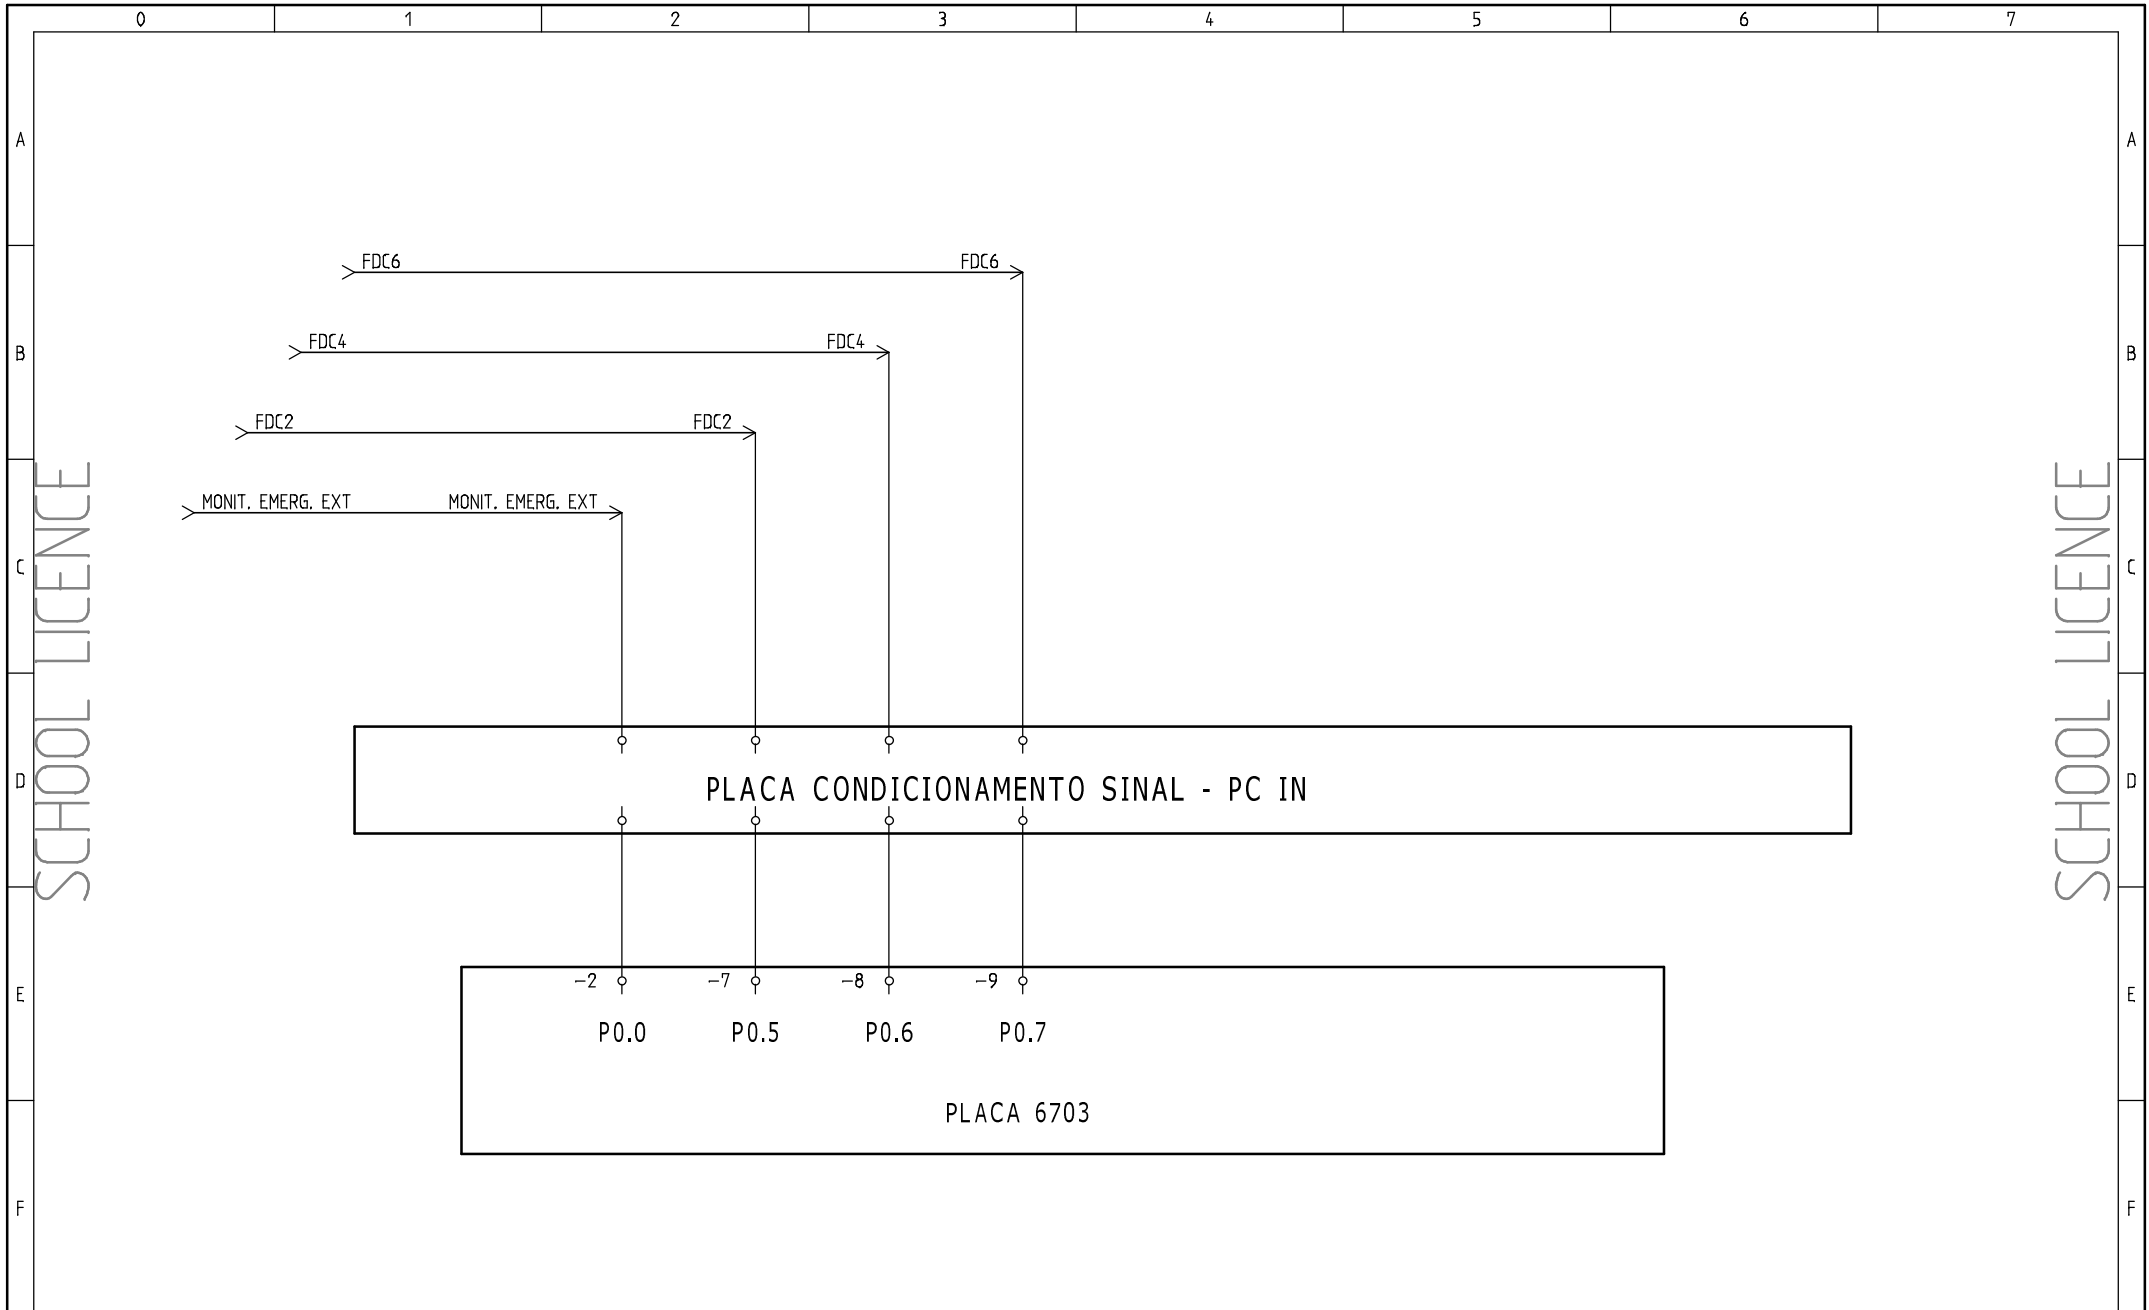 0 1 2 3 4 5 6 7
A A
FDC6 FDC6
FDC4 FDC4
B B
FDC2 FDC2
MONIT. EMERG. EXT MONIT. EMERG. EXT
SCHOOL LICENCE SCHOOL LICENCE
C C
D D
PLACA CONDICIONAMENTO SINAL - PC IN
-2 -7 -8 -9
E E
P0.0 P0.5 P0.6 P0.7
PLACA 6703
F F